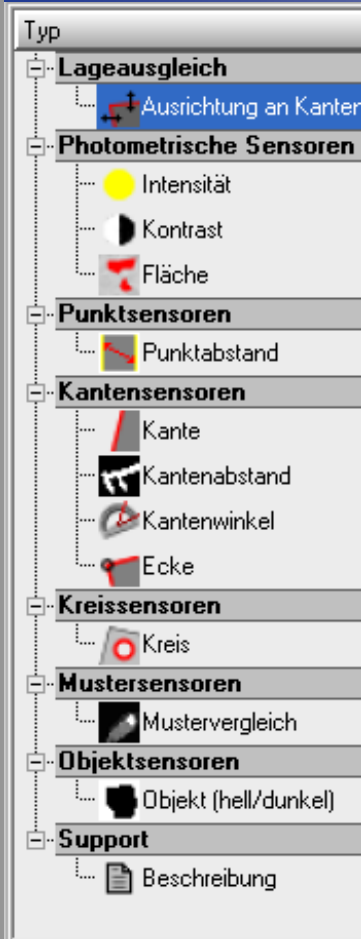 Typ
Lageausgleich
Ausrichtung an Kanten
Photometrische Sensoren
Intensität
Kontrast
Fläche
Punktsensoren
Punktabstand
Kantensensoren
Kante
Kantenabstand
Kantenwinkel
Ecke
Kreissensoren
Kreis
Mustersensoren
Mustervergleich
Objektsensoren
Objekt (hell/dunkel)
Support
Beschreibung